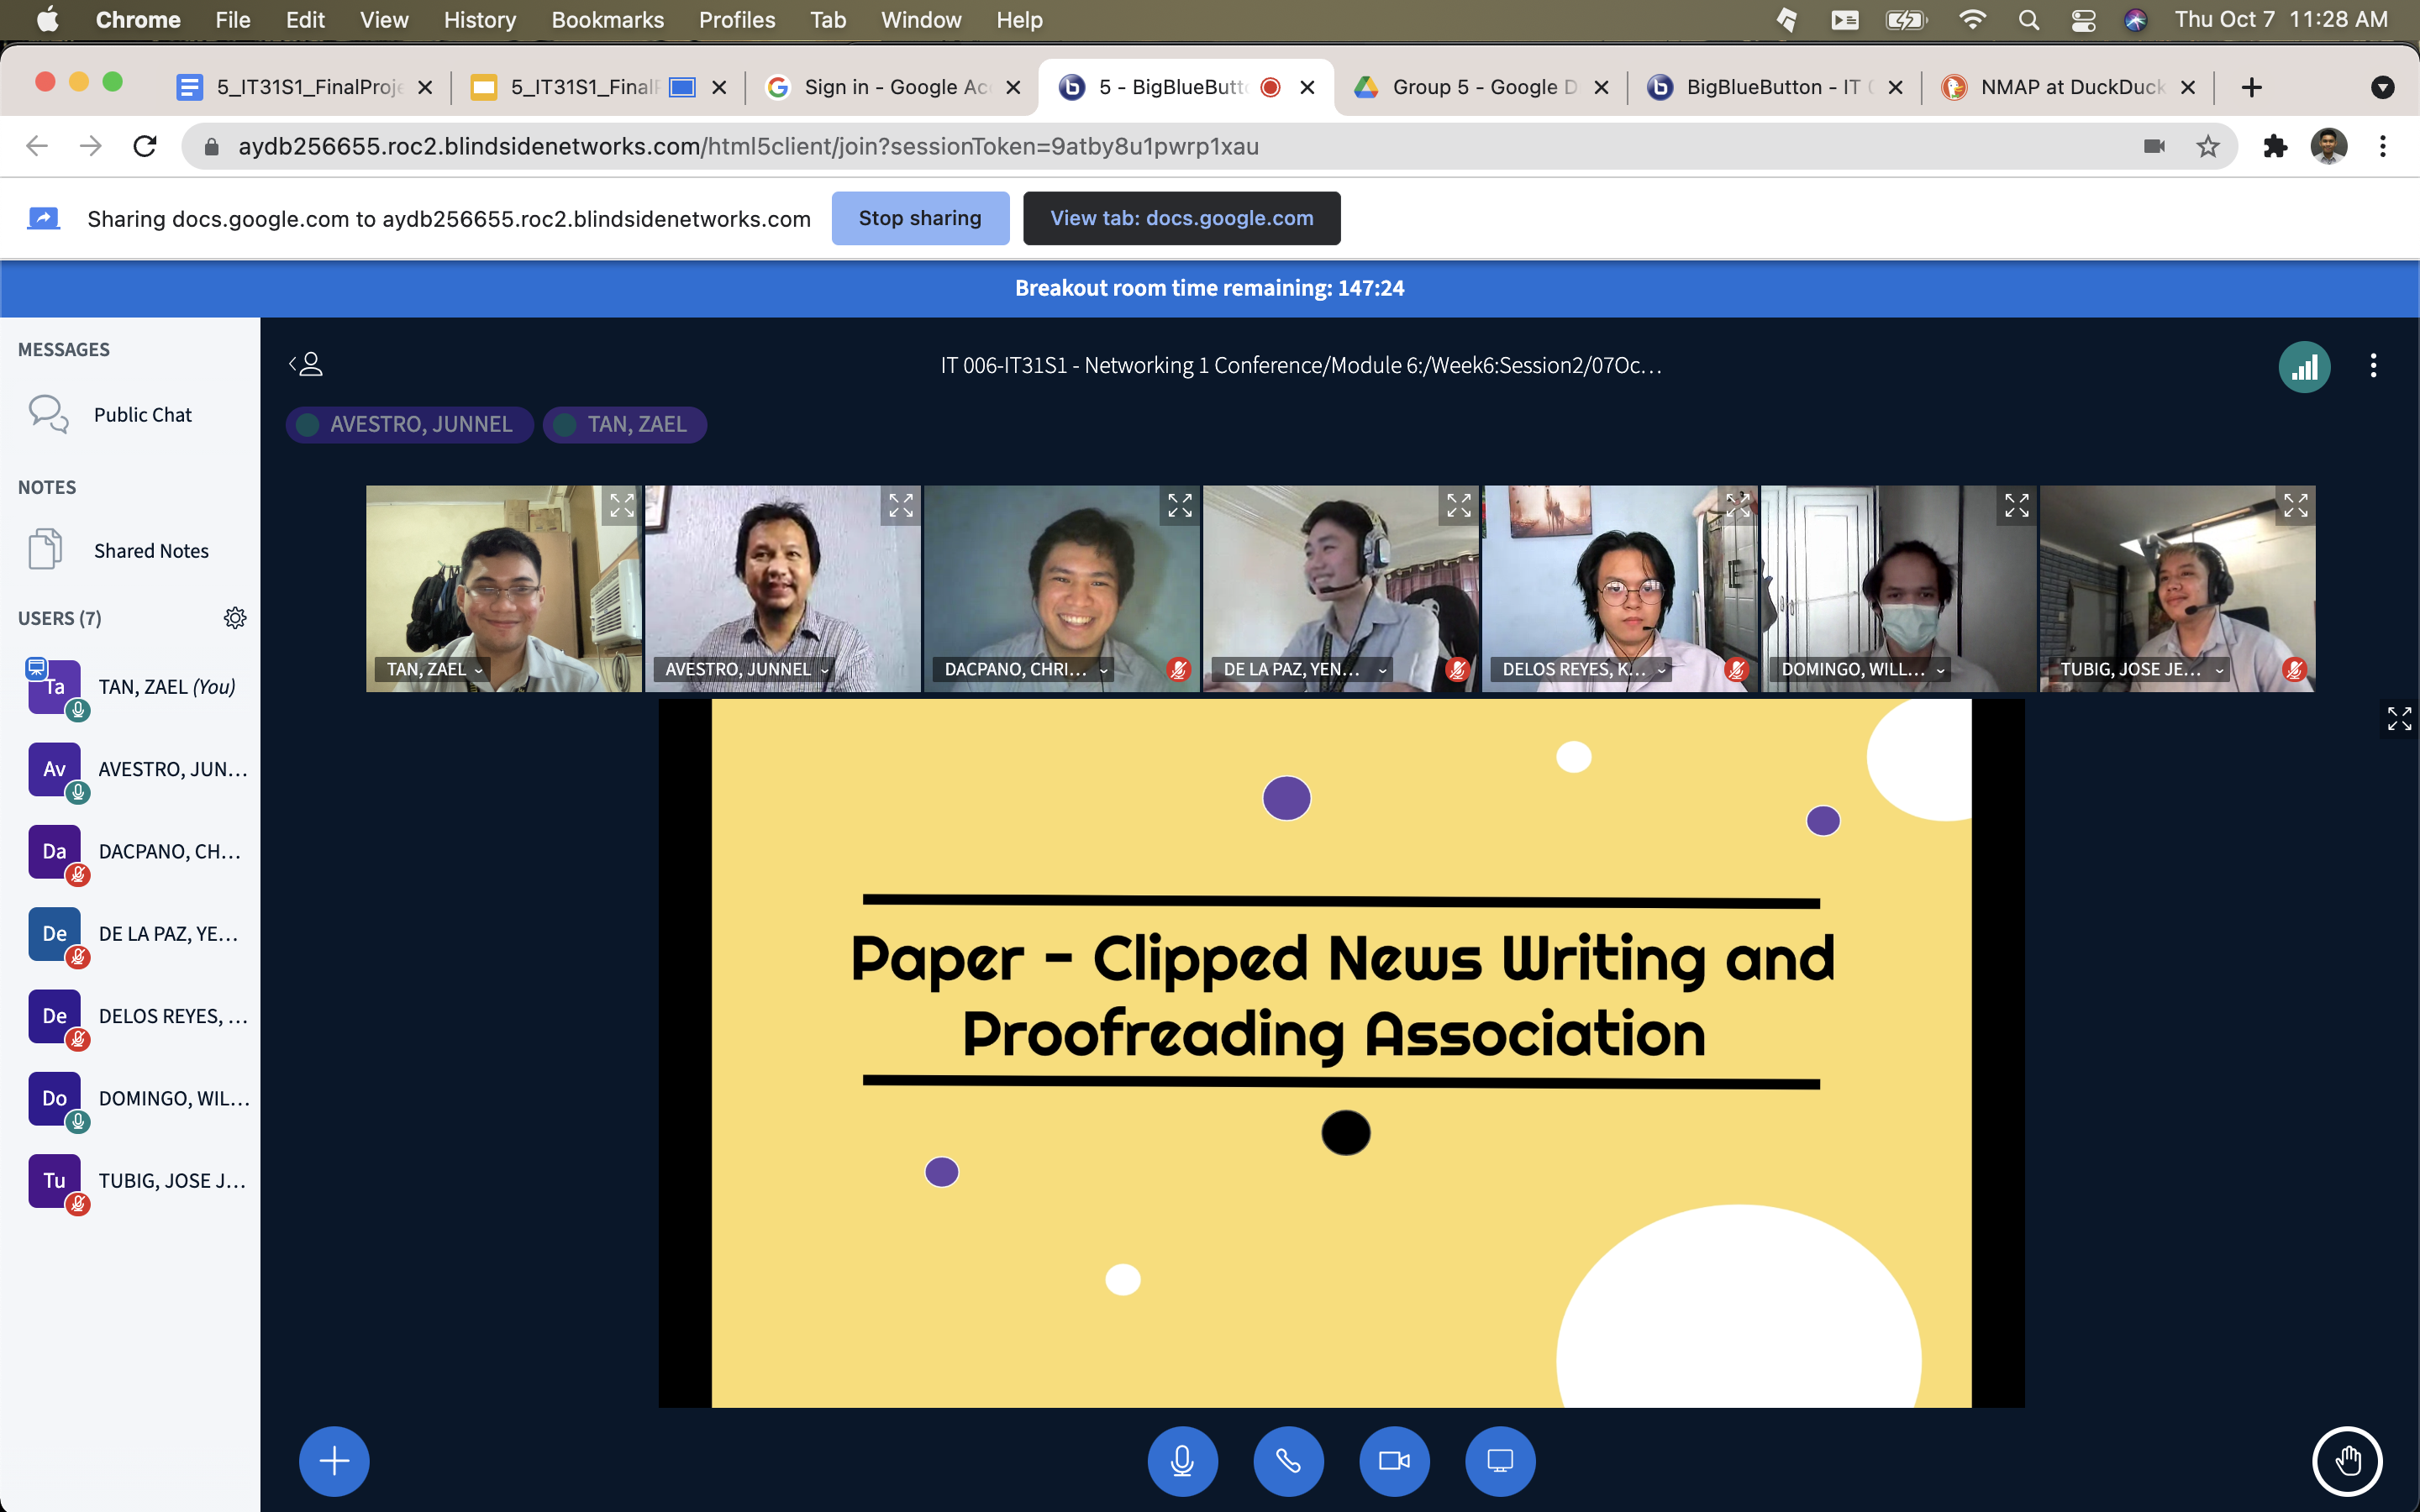 Chrome File Edit View History Bookmarks Profiles Tab Window Help Thu Oct 7 11:28 AM
5_IT31S1_FinalProje 5_IT31S1_FinalP Sign in - Google Ac 5 - BigBlueButto Group 5 - Google D BigBlueButton - IT NMAP at DuckDuck
aydb256655.roc2.blindsidenetworks.com/html5client/join?sessionToken=9atby8u1pwrp1xau
Sharing docs.google.com to aydb256655.roc2.blindsidenetworks.com Stop sharing View tab: docs.google.com
Breakout room time remaining: 147:24
MESSAGES
Public Chat
NOTES
Shared Notes
USERS (7)
Ta TAN, ZAEL (You)
Av AVESTRO, JUN...
Da DACPANO, CH...
De DE LA PAZ, YE...
De DELOS REYES, ...
Do DOMINGO, WIL...
Tu TUBIG, JOSE J...
IT 006-IT31S1 - Networking 1 Conference/Module 6:/Week6:Session2/07Oc...
AVESTRO, JUNNEL TAN, ZAEL
TAN, ZAEL AVESTRO, JUNNEL DACPANO, CHRI... DE LA PAZ, YEN... DELOS REYES, K... DOMINGO, WILL... TUBIG, JOSE JE...
Paper - Clipped News Writing and
Proofreading Association